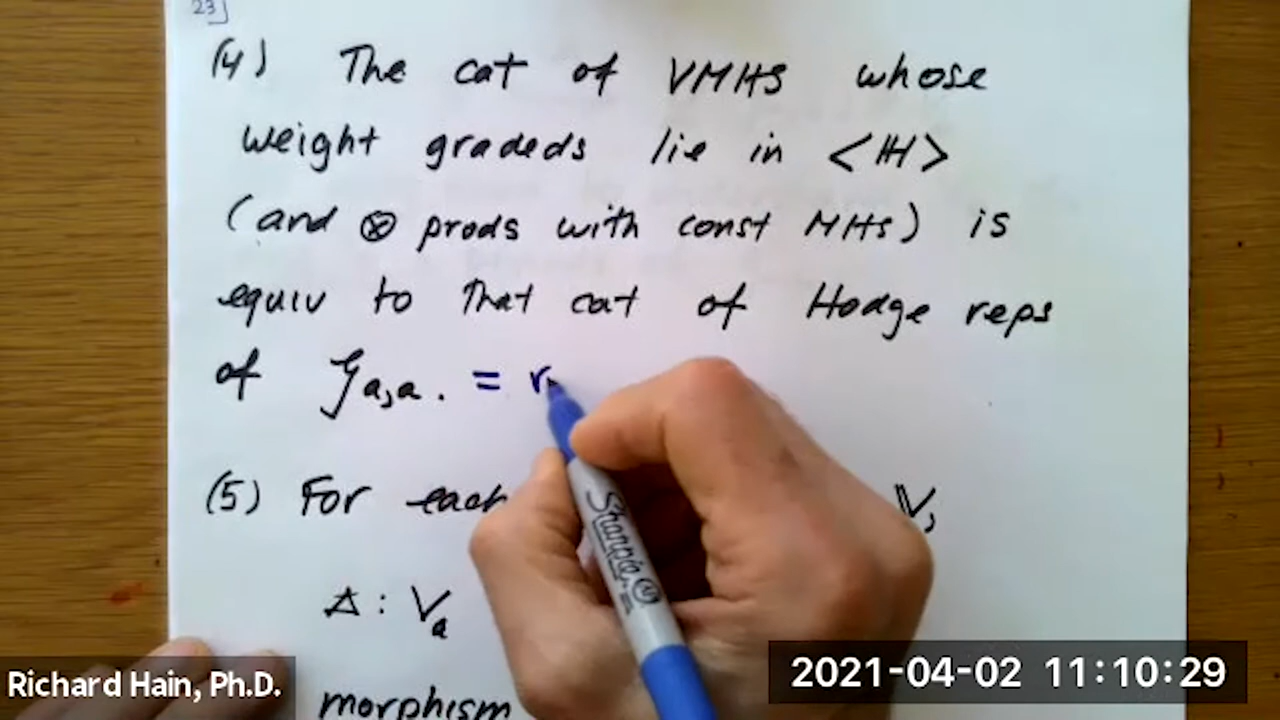 23]
(4) The cat of VMHS whose
weight gradeds lie in <ℍ>
(and ⊗ prods with const MHS) is
equiv to that cat of Hodge reps
of 𝒢a,a. = r
(5) For each 𝕍,
Δ : Va
morphism
Sharpie
Richard Hain, Ph.D.
2021-04-02 11:10:29